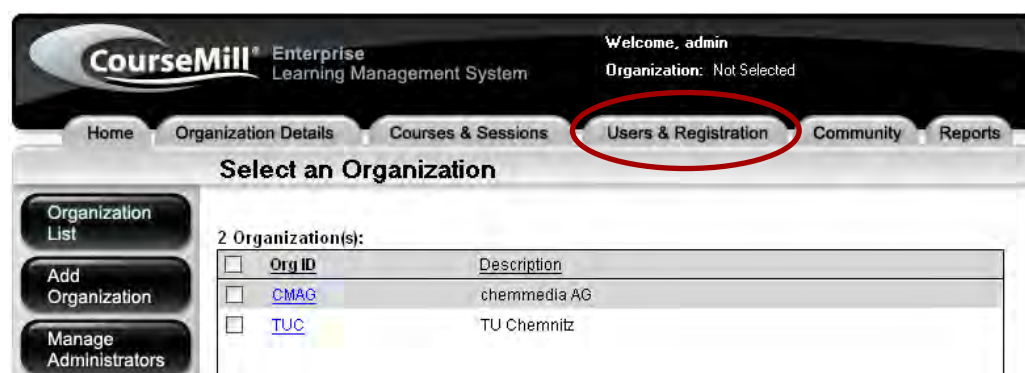 CourseMill® Enterprise
Learning Management System
Welcome, admin
Organization: Not Selected
Home Organization Details Courses & Sessions Users & Registration Community Reports
Select an Organization
Organization
List
Add
Organization
Manage
Administrators
2 Organization(s):
Org ID Description
CMAG chemmedia AG
TUC TU Chemnitz